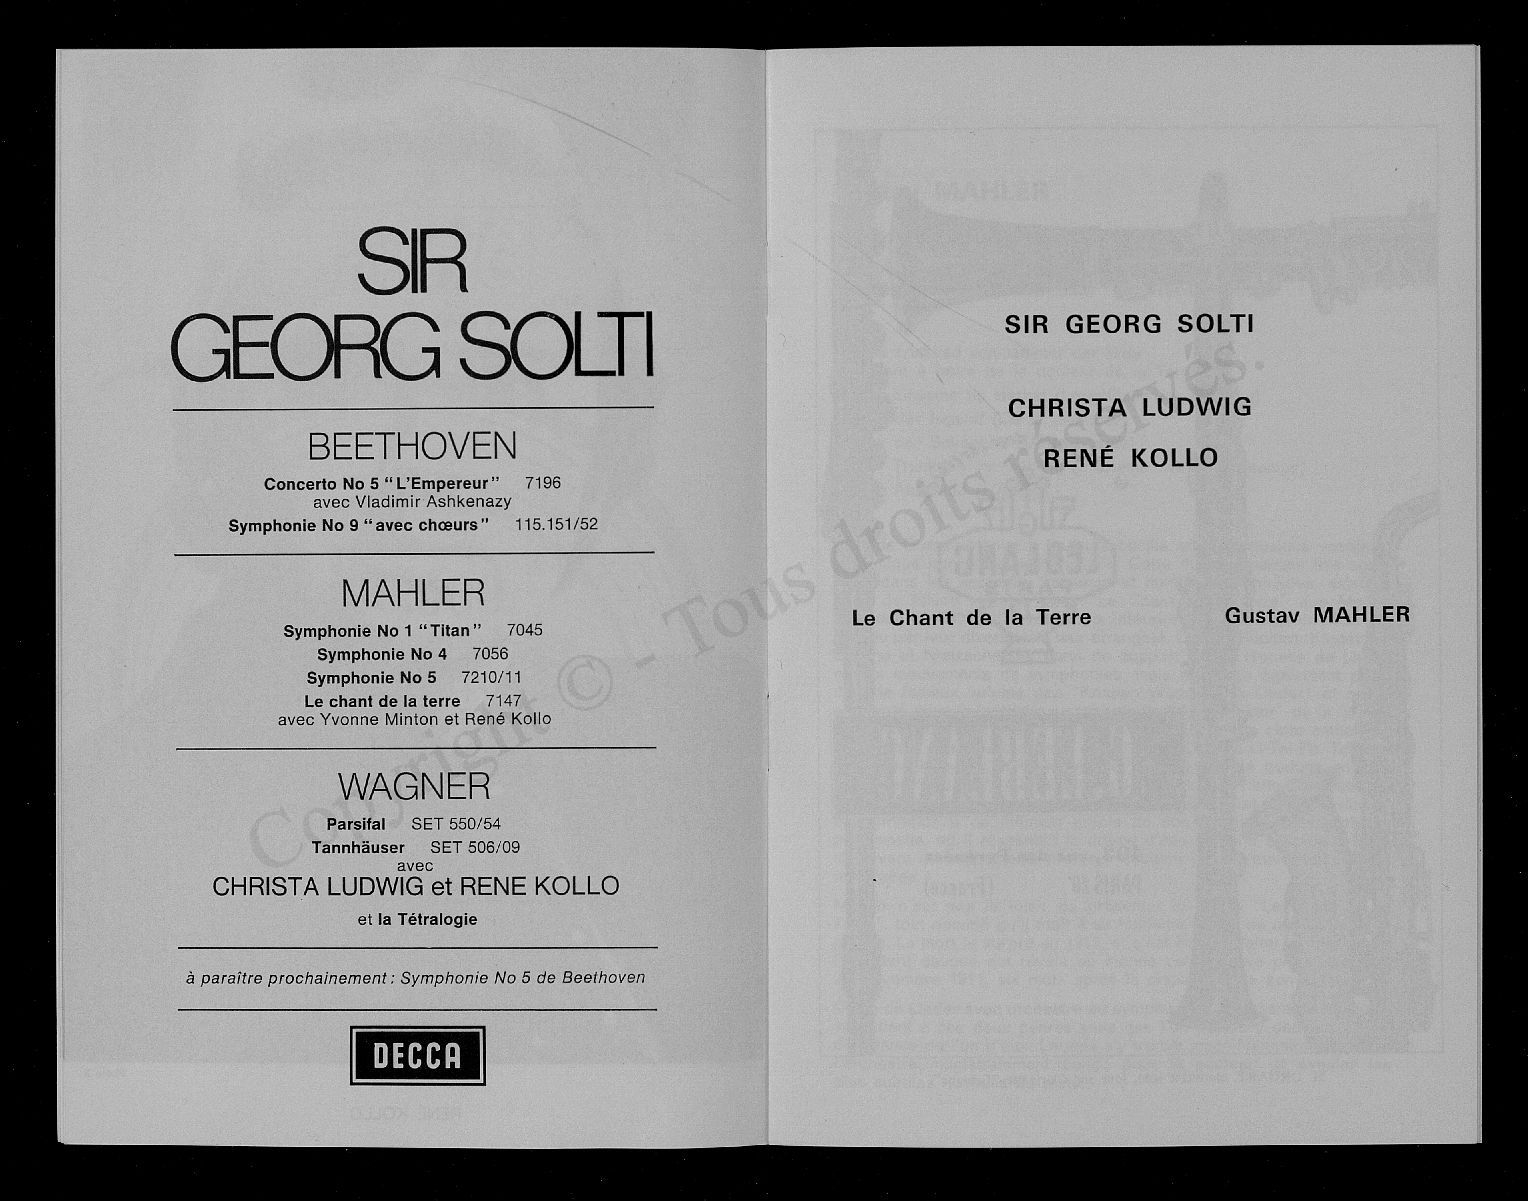 SIR
GEORG SOLTI
BEETHOVEN
Concerto No 5 "L'Empereur" 7196
avec Vladimir Ashkenazy
Symphonie No 9 "avec chœurs" 115.151/52
MAHLER
Symphonie No 1 "Titan" 7045
Symphonie No 4 7056
Symphonie No 5 7210/11
Le chant de la terre 7147
avec Yvonne Minton et René Kollo
WAGNER
Parsifal SET 550/54
Tannhäuser SET 506/09
avec
CHRISTA LUDWIG et RENE KOLLO
et la Tétralogie
à paraître prochainement : Symphonie No 5 de Beethoven
DECCA
SIR GEORG SOLTI
CHRISTA LUDWIG
RENÉ KOLLO
Le Chant de la Terre Gustav MAHLER
Copyright © - Tous droits réservés.